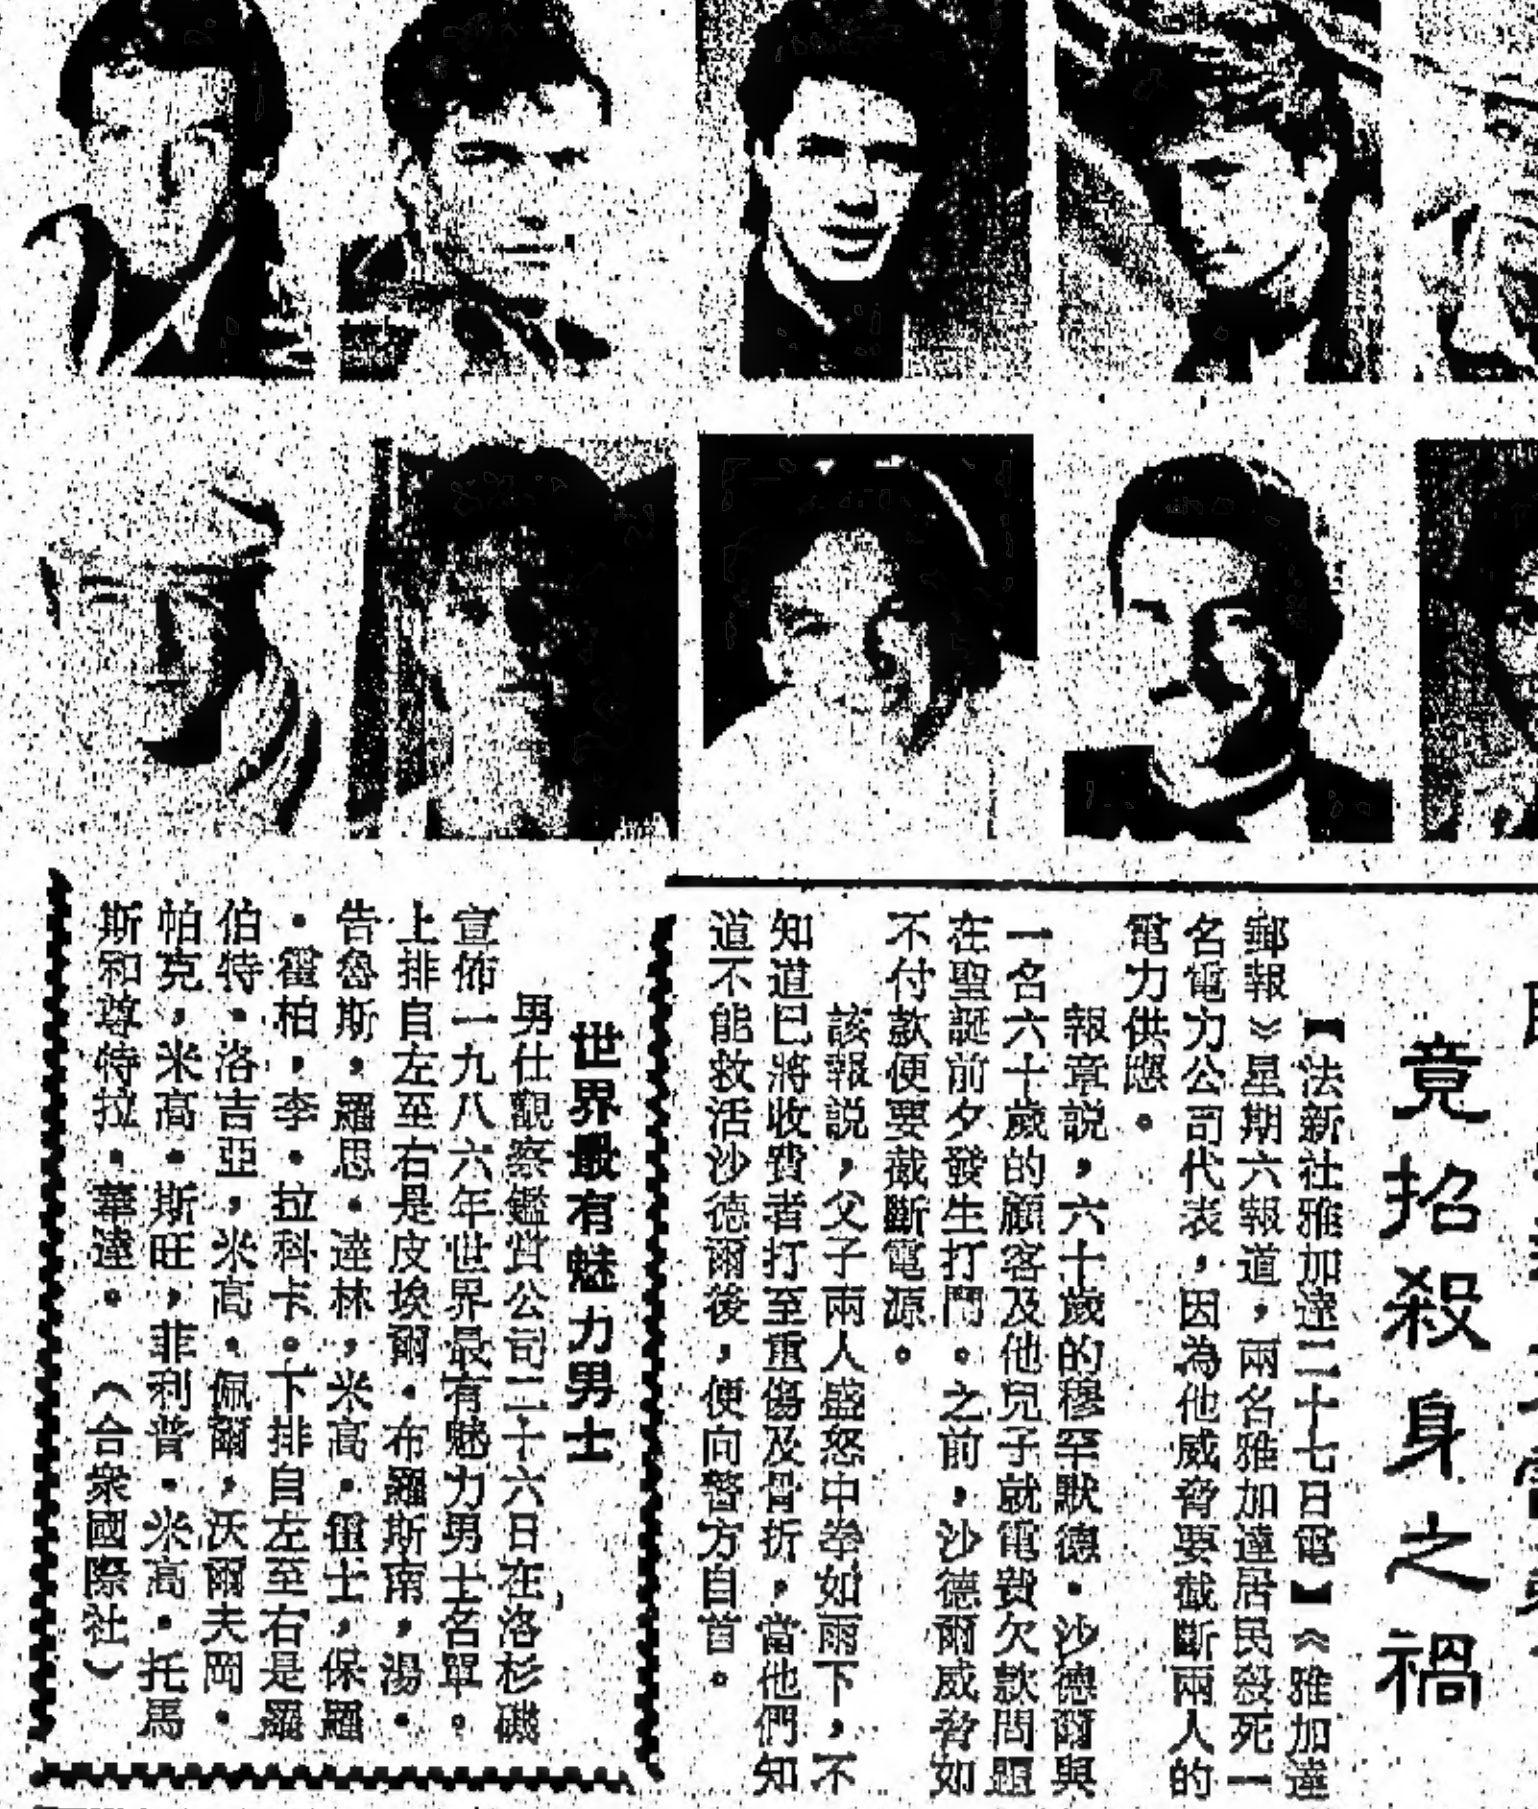 竟招殺身之禍
【法新社雅加達二十七日電】《雅加達
郵報》星期六報道，兩名雅加達居民殺死一
名電力公司代表，因為他威脅要截斷兩人的
電力供應。
報章説，六十歲的穆罕默德·沙德爾與
一名六十歲的顧客及他兒子就電費欠款問題
在聖誕前夕發生打鬥。之前，沙德爾威脅如
不付款便要截斷電源。
該報説，父子兩人盛怒中拳如雨下，不
知道已將收費者打至重傷及骨折，當他們知
道不能救活沙德爾後，便向警方自首。
世界最有魅力男士
男仕觀察鑑賞公司二十六日在洛杉磯
宣佈一九八六年世界最有魅力男士名單。
上排自左至右是皮埃爾·布羅斯南，湯·
告魯斯，羅思·達林，米高·霍士，保羅
·霍柏，李·拉科卡。下排自左至右是羅
伯特·洛吉亞，米高·佩爾，沃爾夫岡·
帕克，米高·斯旺，菲利普·米高·托馬
斯和尊特拉·華達。（合衆國際社）